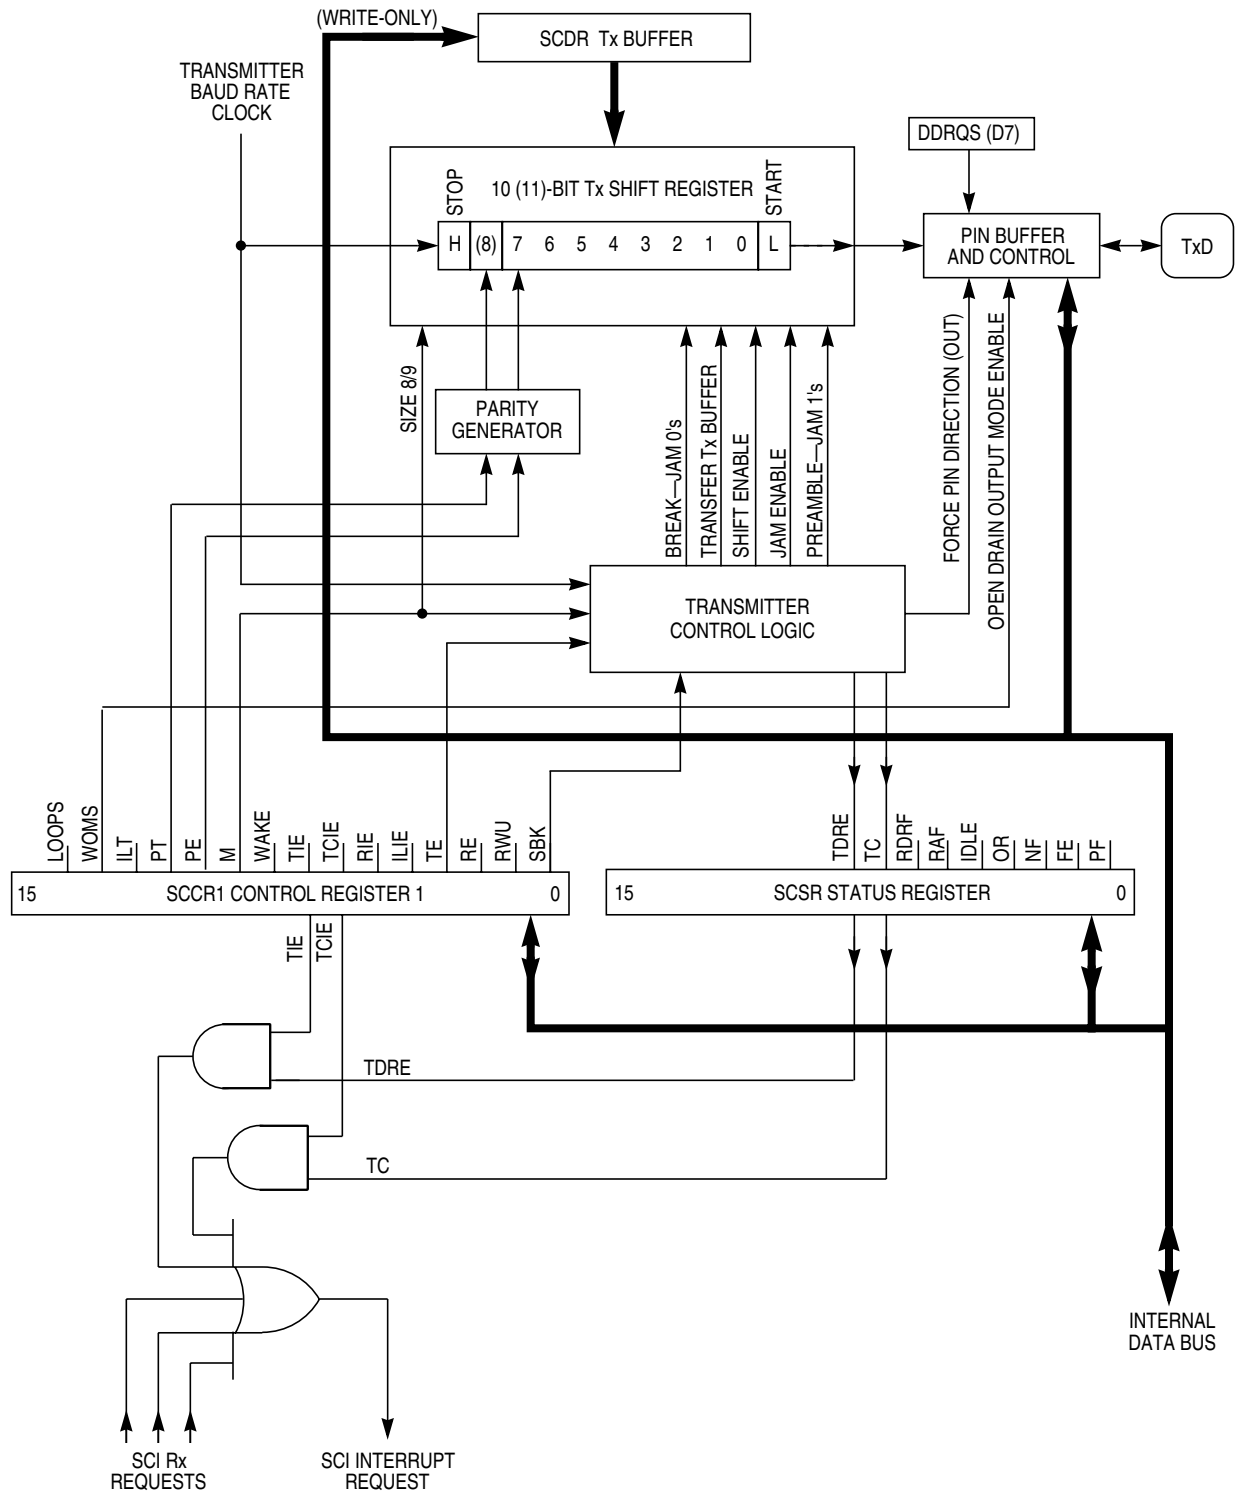 (WRITE-ONLY)
SCDR Tx BUFFER
TRANSMITTER
BAUD RATE
CLOCK
DDRQS (D7)
STOP
10 (11)-BIT Tx SHIFT REGISTER
START
H (8) 7 6 5 4 3 2 1 0 L
PIN BUFFER
AND CONTROL
TxD
SIZE 8/9
PARITY
GENERATOR
BREAK—JAM 0's
TRANSFER Tx BUFFER
SHIFT ENABLE
JAM ENABLE
PREAMBLE—JAM 1's
FORCE PIN DIRECTION (OUT)
OPEN DRAIN OUTPUT MODE ENABLE
TRANSMITTER
CONTROL LOGIC
LOOPS
WOMS
ILT
PT
PE
M
WAKE
TIE
TCIE
RIE
ILIE
TE
RE
RWU
SBK
TDRE
TC
RDRF
RAF
IDLE
OR
NF
FE
PF
15 SCCR1 CONTROL REGISTER 1 0
15 SCSR STATUS REGISTER 0
TIE
TCIE
TDRE
TC
INTERNAL
DATA BUS
SCI Rx
REQUESTS
SCI INTERRUPT
REQUEST